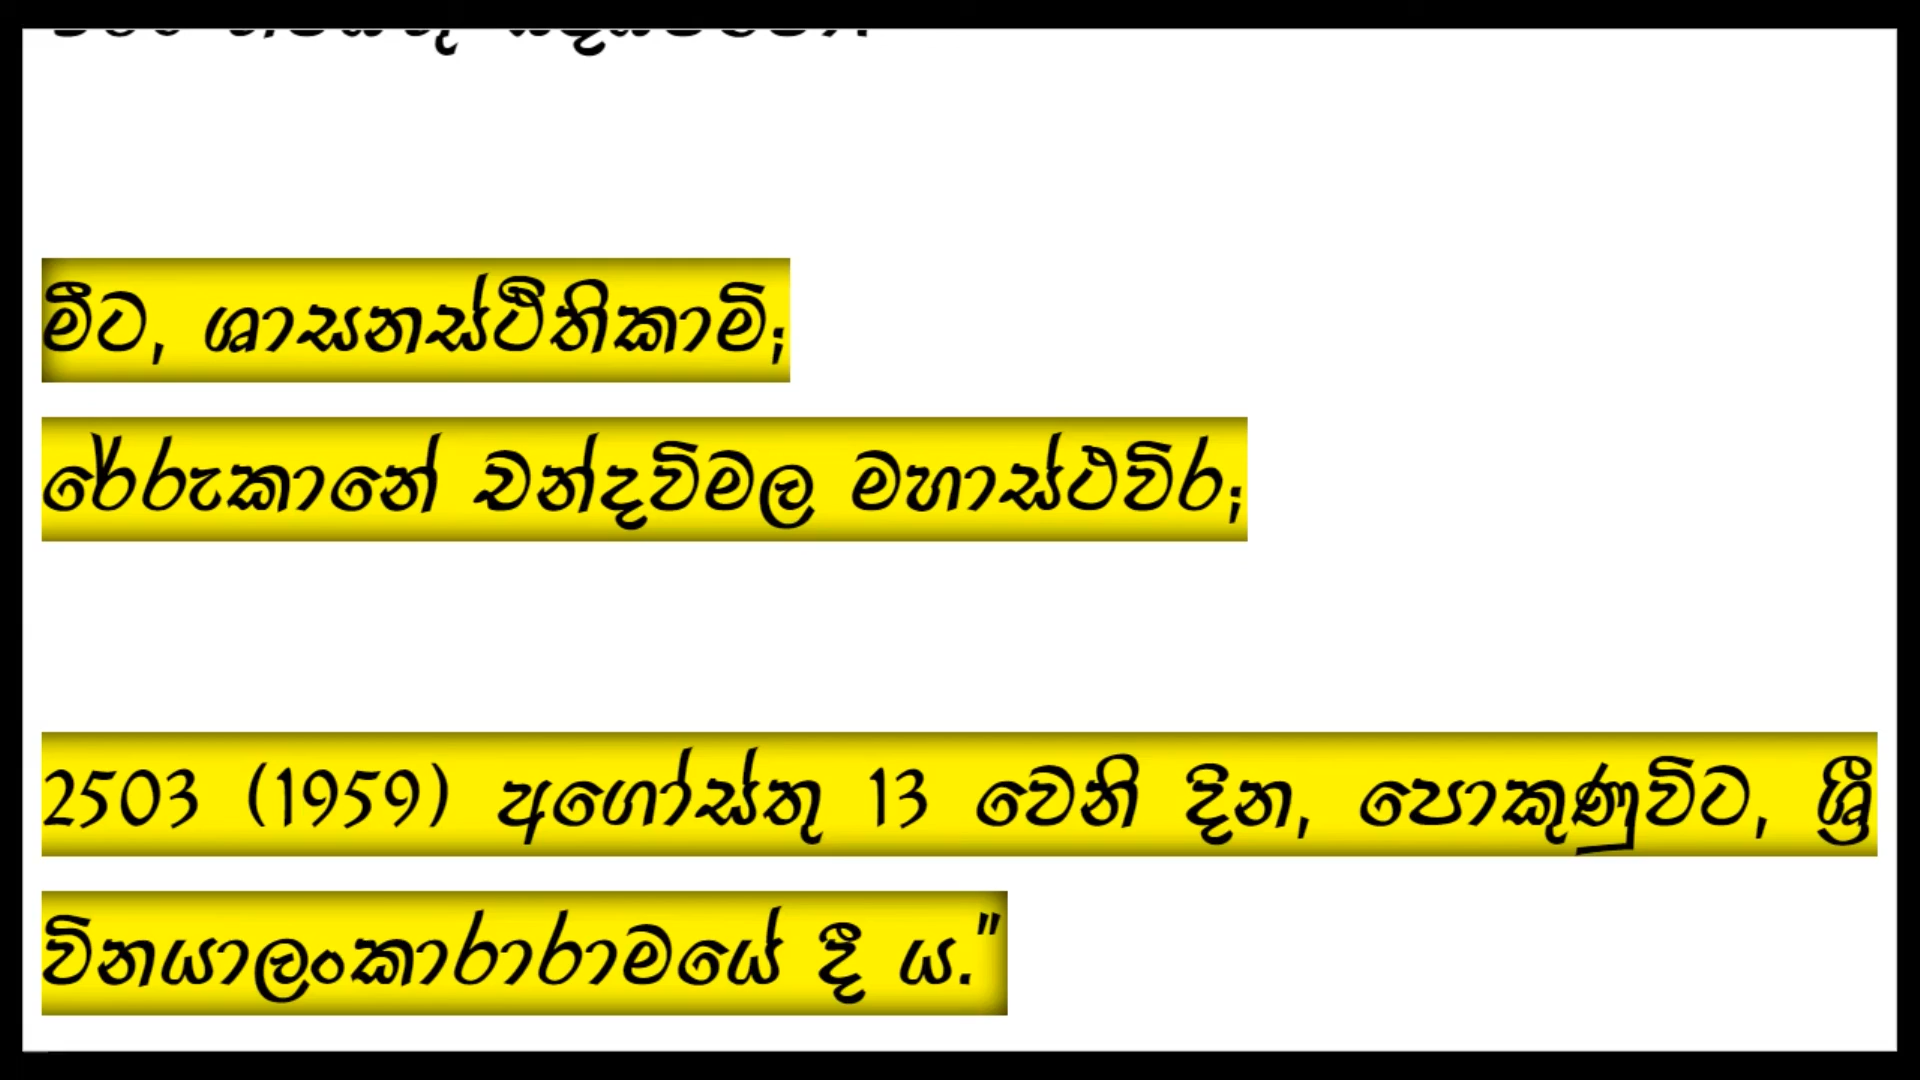 මීට, ශාසනස්ථිතිකාමි;
රේරුකානේ චන්දවිමල මහාස්ථවිර;
2503 (1959) අගෝස්තු 13 වෙනි දින, පොකුණුවිට, ශ්‍රී
විනයාලංකාරාරාමයේ දී ය."